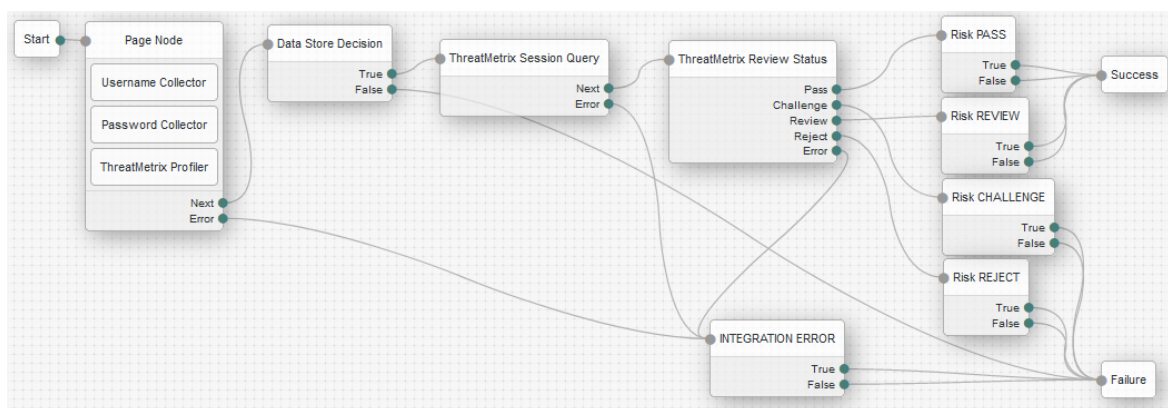 Start
Page Node
Username Collector
Password Collector
ThreatMetrix Profiler
Next
Error
Data Store Decision
True
False
ThreatMetrix Session Query
Next
Error
ThreatMetrix Review Status
Pass
Challenge
Review
Reject
Error
Risk PASS
True
False
Risk REVIEW
True
False
Risk CHALLENGE
True
False
Risk REJECT
True
False
INTEGRATION ERROR
True
False
Success
Failure